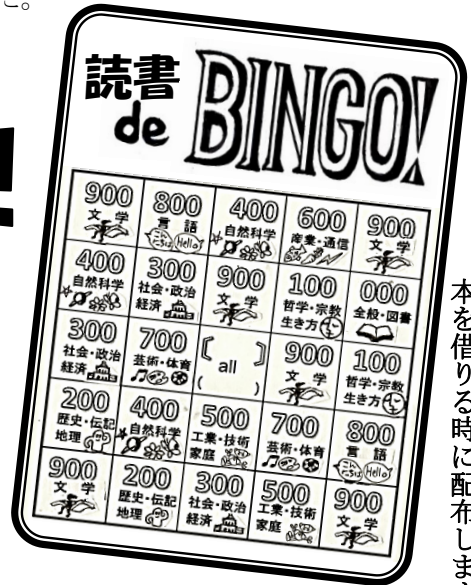 こ。
!
読書
de
BINGO!
900
文学
800
言語
Hello
400
自然科学
600
産業・通信
900
文学
400
自然科学
300
社会・政治
経済
900
文学
100
哲学・宗教
生き方
000
全般・図書
300
社会・政治
経済
700
芸術・体育
[ ]
all
( )
900
文学
100
哲学・宗教
生き方
200
歴史・伝記
地理
400
自然科学
500
工業・技術
家庭
700
芸術・体育
800
言語
Hello
900
文学
200
歴史・伝記
地理
300
社会・政治
経済
500
工業・技術
家庭
900
文学
本を借りる時に配布しま